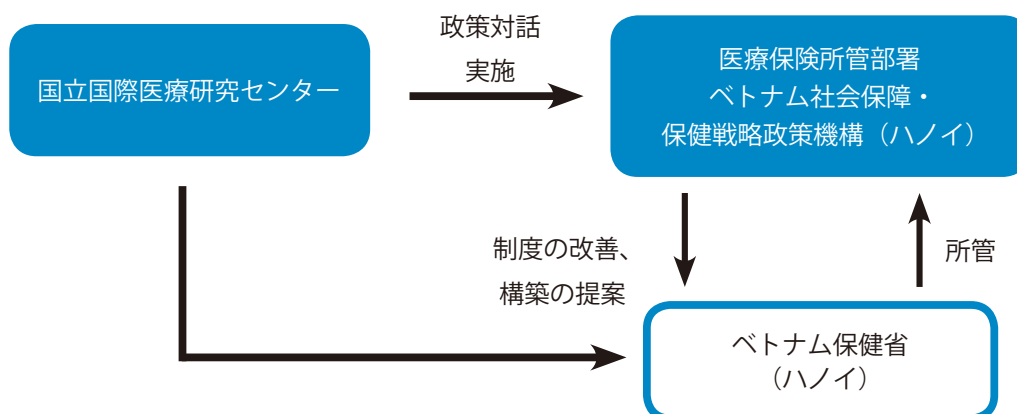 国立国際医療研究センター
政策対話
実施
医療保険所管部署
ベトナム社会保障・
保健戦略政策機構（ハノイ）
制度の改善、
構築の提案
所管
ベトナム保健省
（ハノイ）